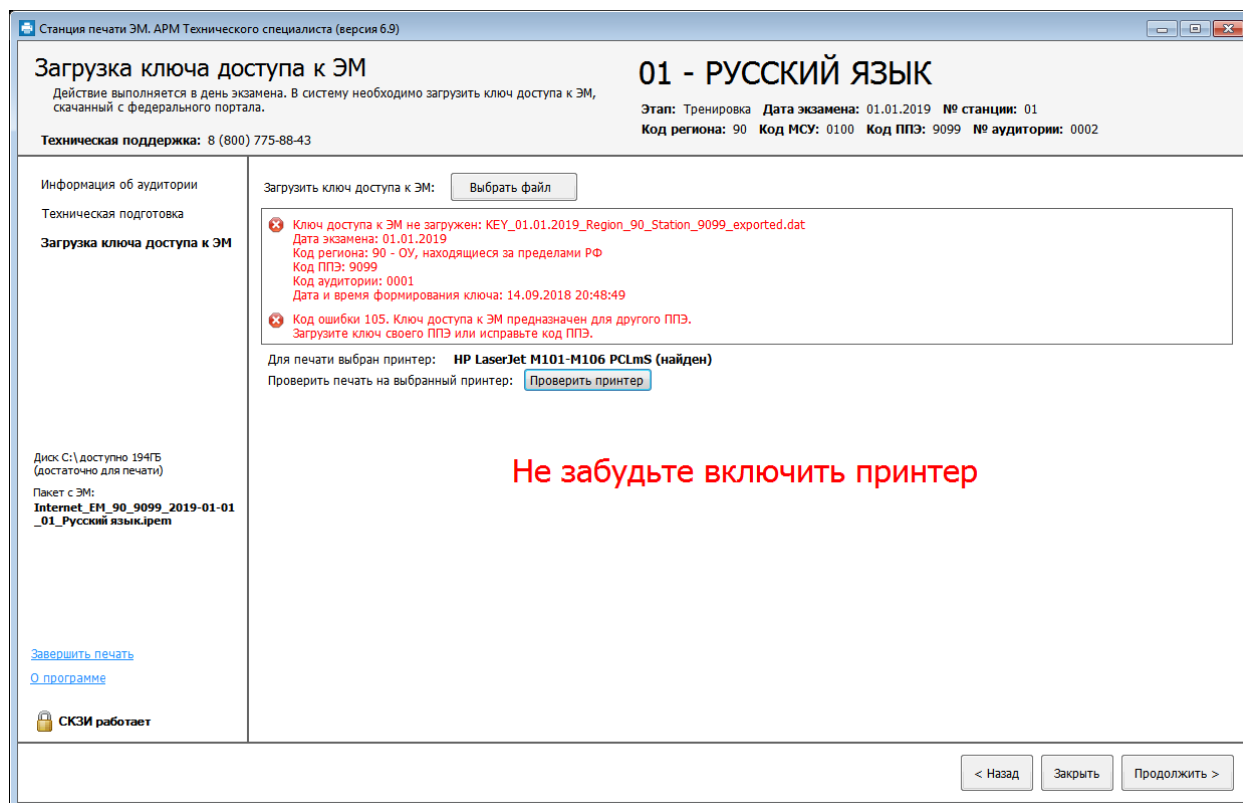 Станция печати ЭМ. АРМ Технического специалиста (версия 6.9)
Загрузка ключа доступа к ЭМ
Действие выполняется в день экзамена. В систему необходимо загрузить ключ доступа к ЭМ,
скачанный с федерального портала.
Техническая поддержка: 8 (800) 775-88-43
01 - РУССКИЙ ЯЗЫК
Этап: Тренировка Дата экзамена: 01.01.2019 № станции: 01
Код региона: 90 Код МСУ: 0100 Код ППЭ: 9099 № аудитории: 0002
Информация об аудитории
Техническая подготовка
Загрузка ключа доступа к ЭМ
Диск C:\ доступно 194ГБ
(достаточно для печати)
Пакет с ЭМ:
Internet_EM_90_9099_2019-01-01
_01_Русский язык.ipem
Завершить печать
О программе
СКЗИ работает
Загрузить ключ доступа к ЭМ: Выбрать файл
Ключ доступа к ЭМ не загружен: KEY_01.01.2019_Region_90_Station_9099_exported.dat
Дата экзамена: 01.01.2019
Код региона: 90 - ОУ, находящиеся за пределами РФ
Код ППЭ: 9099
Код аудитории: 0001
Дата и время формирования ключа: 14.09.2018 20:48:49
Код ошибки 105. Ключ доступа к ЭМ предназначен для другого ППЭ.
Загрузите ключ своего ППЭ или исправьте код ППЭ.
Для печати выбран принтер: HP LaserJet M101-M106 PCLmS (найден)
Проверить печать на выбранный принтер: Проверить принтер
Не забудьте включить принтер
< Назад Закрыть Продолжить >